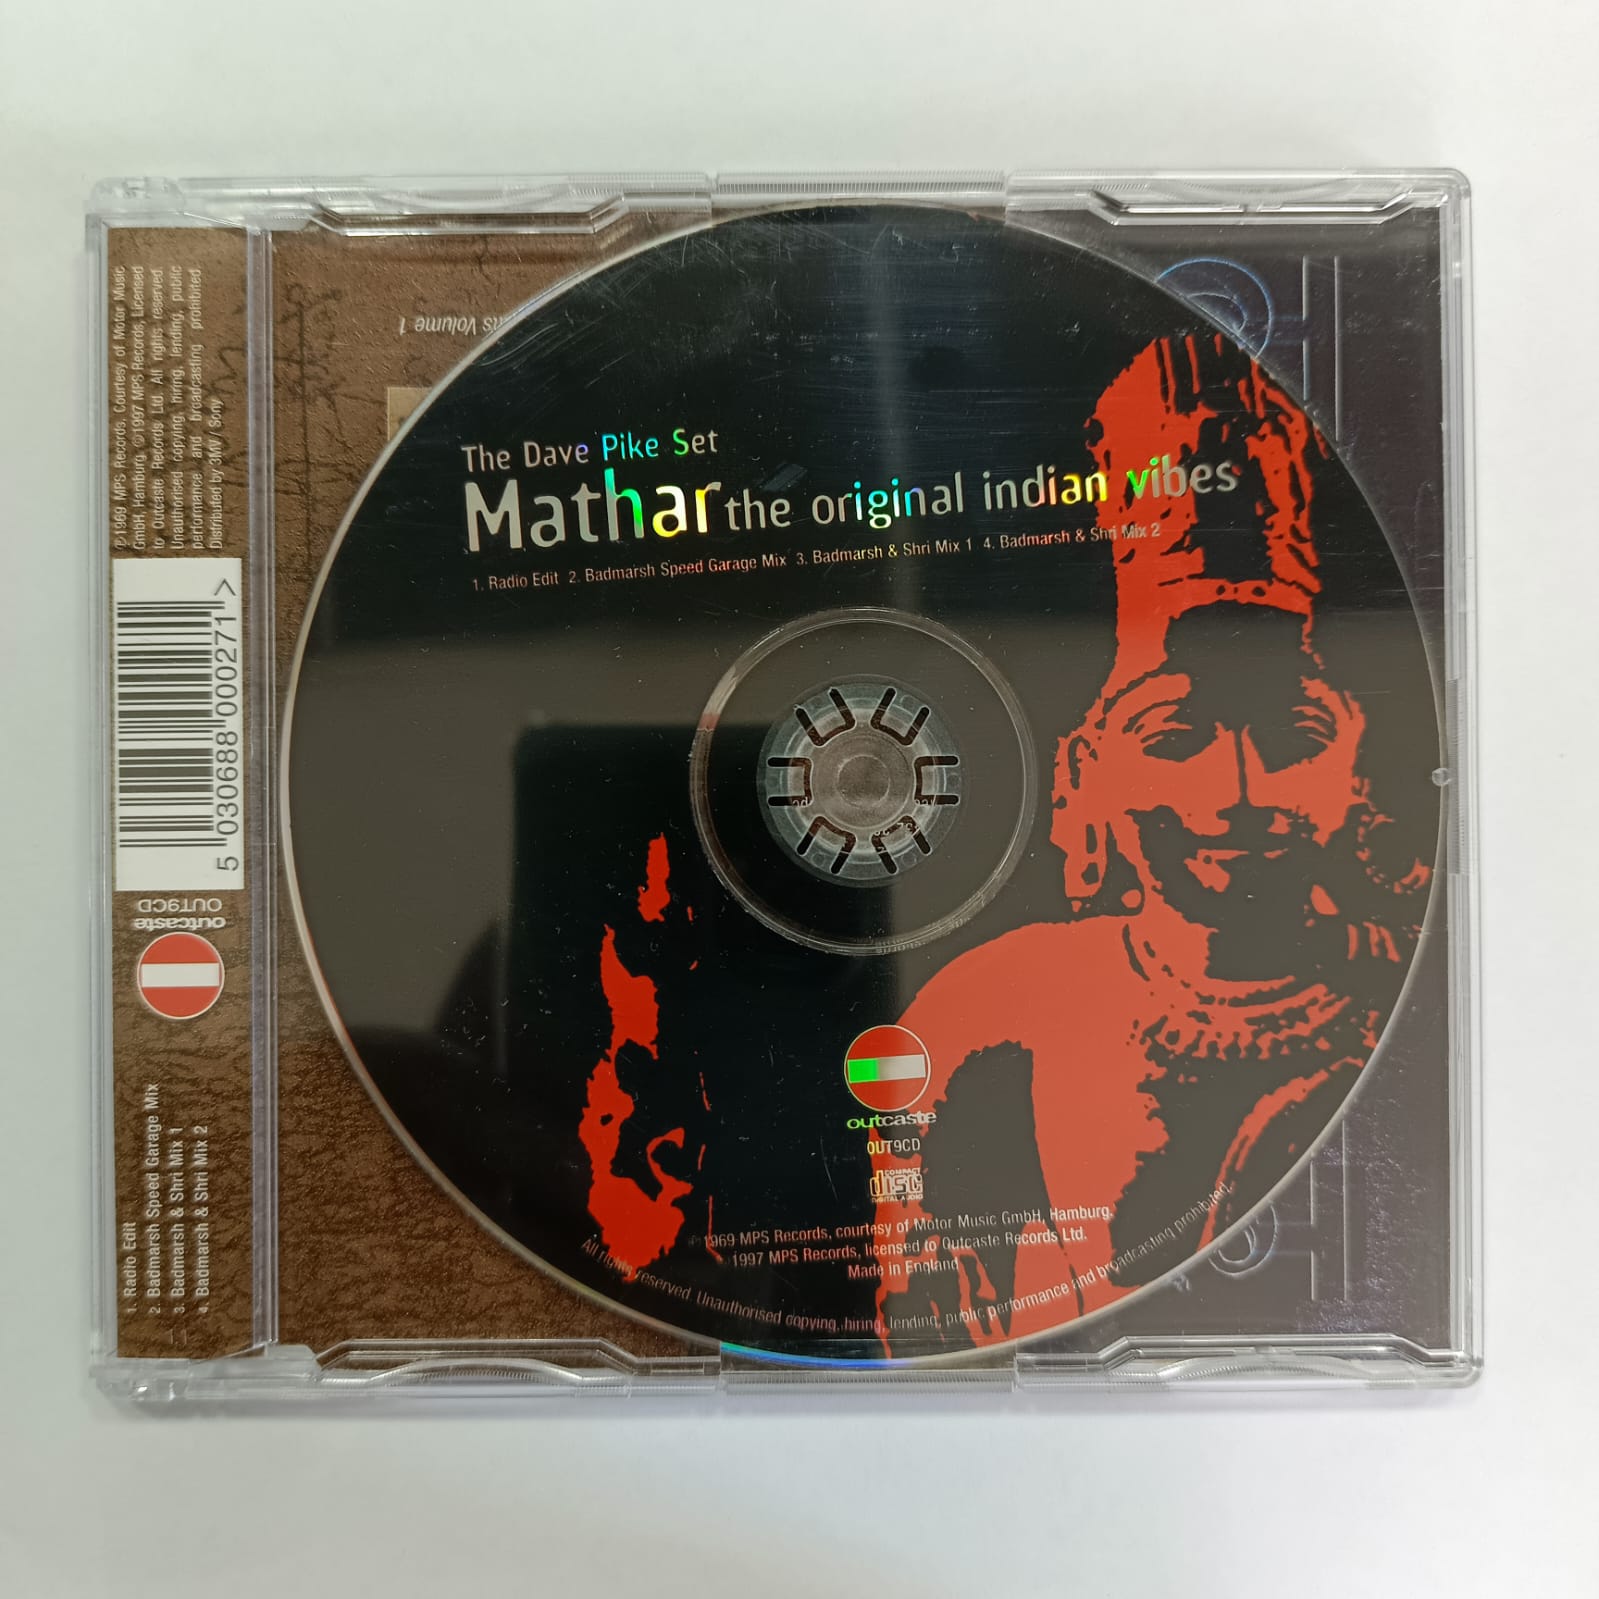 ℗1969 MPS Records. Courtesy of Motor Music
GmbH, Hamburg. ©1997 MPS Records, Licensed
to Outcaste Records Ltd. All rights reserved.
Unauthorised copying, hiring, lending, public
performance and broadcasting prohibited.
Distributed by 3MV/ Sony
5 030688 000271 >
outcaste
OUT9CD
1. Radio Edit
2. Badmarsh Speed Garage Mix
3. Badmarsh & Shri Mix 1
4. Badmarsh & Shri Mix 2
Volume 1
The Dave Pike Set
Mathar the original indian vibes
1. Radio Edit 2. Badmarsh Speed Garage Mix 3. Badmarsh & Shri Mix 1 4. Badmarsh & Shri Mix 2
outcaste
OUT9CD
COMPACT
disc
DIGITAL AUDIO
℗1969 MPS Records, courtesy of Motor Music GmbH, Hamburg.
1997 MPS Records, licensed to Outcaste Records Ltd.
Made in England
All rights reserved. Unauthorised copying, hiring, lending, public performance and broadcasting prohibited.